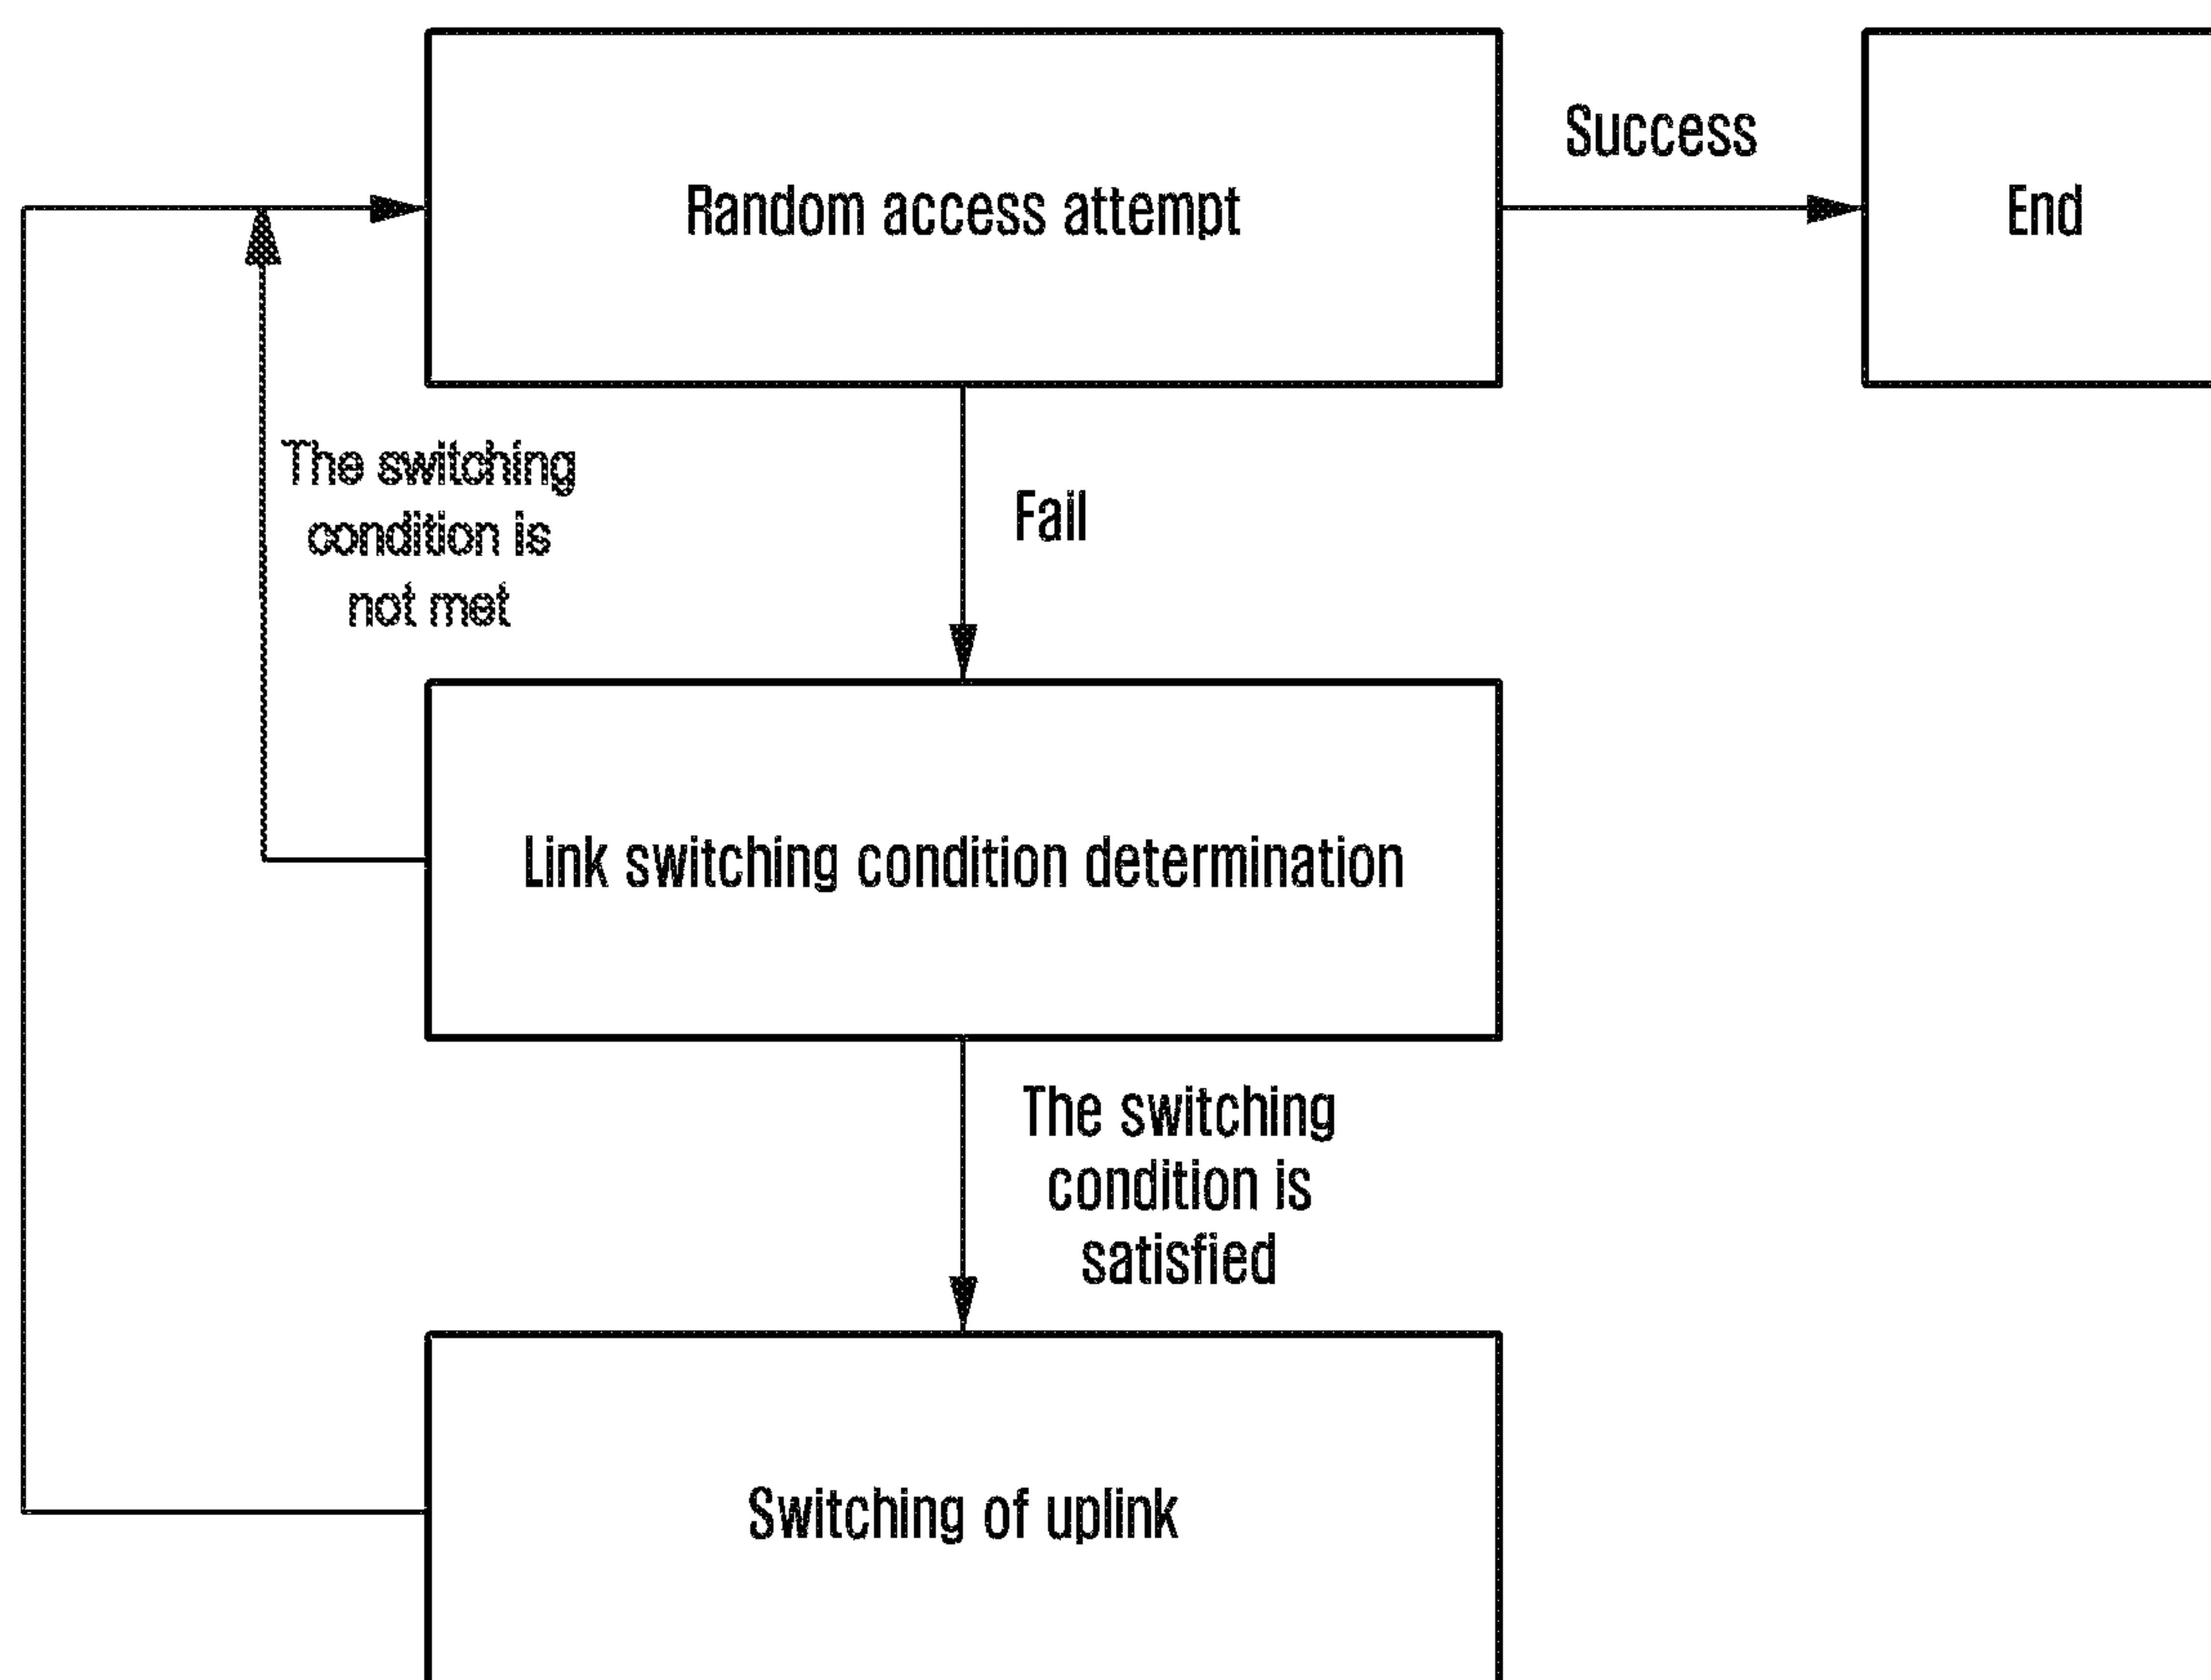 Random access attempt
Success
End
The switching
condition is
not met
Fail
Link switching condition determination
The switching
condition is
satisfied
Switching of uplink